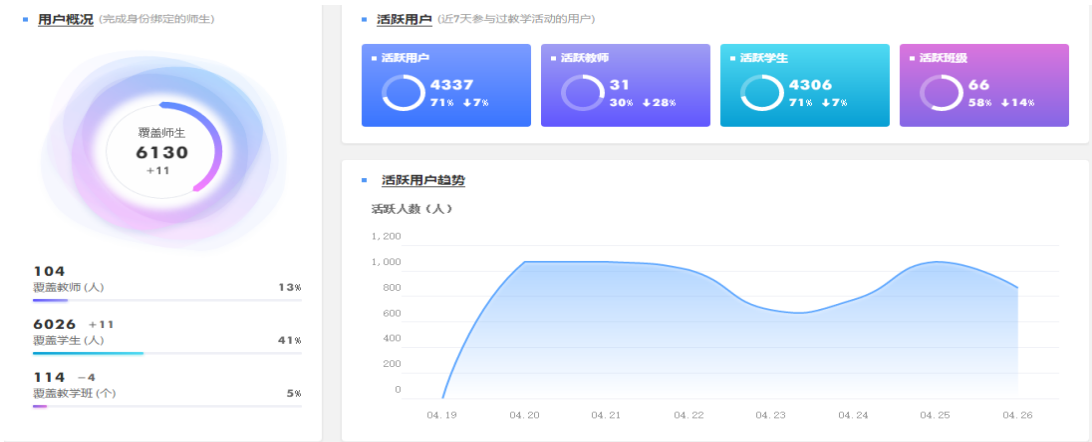 用户概况 (完成身份绑定的师生)
覆盖师生
6130
+11
104
覆盖教师 (人) 13%
6026 +11
覆盖学生 (人) 41%
114 -4
覆盖教学班 (个) 5%
活跃用户 (近7天参与过教学活动的用户)
活跃用户
4337
71% ↓7%
活跃教师
31
30% ↓28%
活跃学生
4306
71% ↓7%
活跃班级
66
58% ↓14%
活跃用户趋势
活跃人数（人）
1,200
1,000
800
600
400
200
0
04.19 04.20 04.21 04.22 04.23 04.24 04.25 04.26